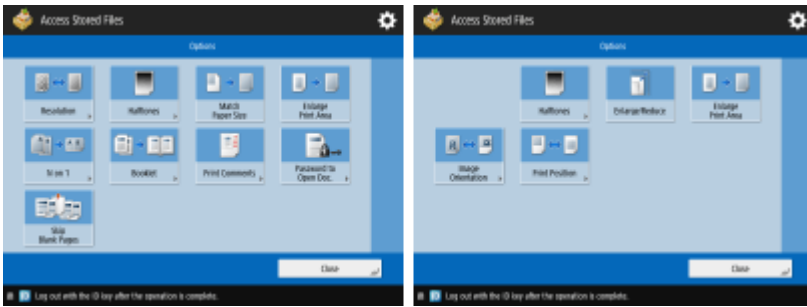 Access Stored Files
Options
Resolution
Halftones
Match
Paper Size
Enlarge
Print Area
N on 1
Booklet
Print Comments
Password to
Open Doc.
Skip
Blank Pages
Close
Log out with the ID key after the operation is complete.
Access Stored Files
Options
Halftones
Enlarge/Reduce
Enlarge
Print Area
Image
Orientation
Print Position
Close
Log out with the ID key after the operation is complete.